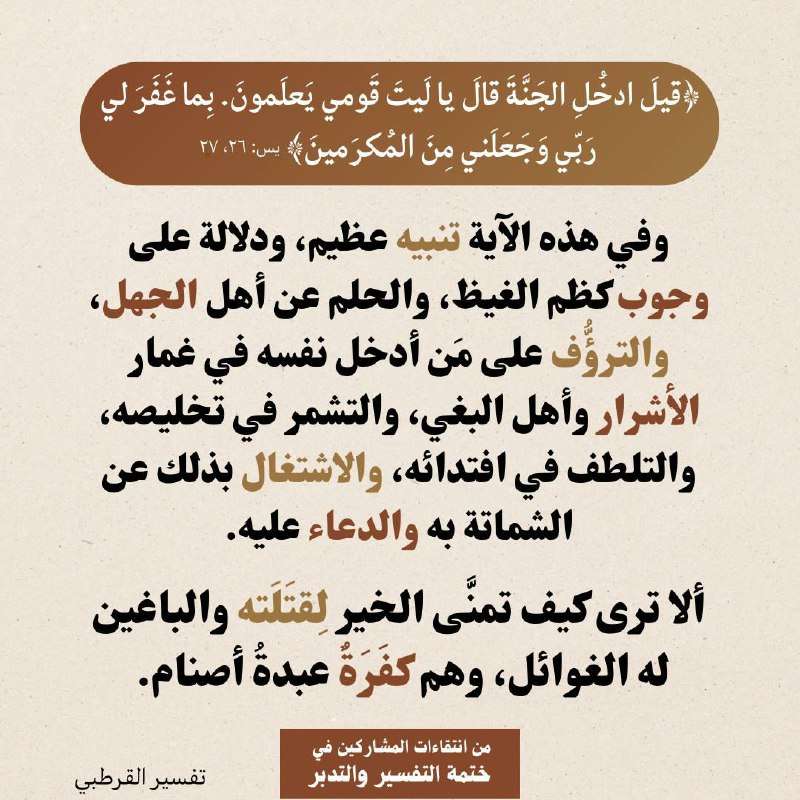 ﴿قيلَ ادخُلِ الجَنَّةَ قالَ يا لَيتَ قَومي يَعلَمونَ. بِما غَفَرَ لي
رَبّي وَجَعَلَني مِنَ المُكرَمينَ﴾ يس: ٢٦، ٢٧
وفي هذه الآية تنبيه عظيم، ودلالة على
وجوب كظم الغيظ، والحلم عن أهل الجهل،
والترؤُّف على مَن أدخل نفسه في غمار
الأشرار وأهل البغي، والتشمر في تخليصه،
والتلطف في افتدائه، والاشتغال بذلك عن
الشماتة به والدعاء عليه.
ألا ترى كيف تمنَّى الخير لِقتَلَته والباغين
له الغوائل، وهم كفَرَةٌ عبدةُ أصنام.
من انتقاءات المشاركين في
ختمة التفسير والتدبر
تفسير القرطبي